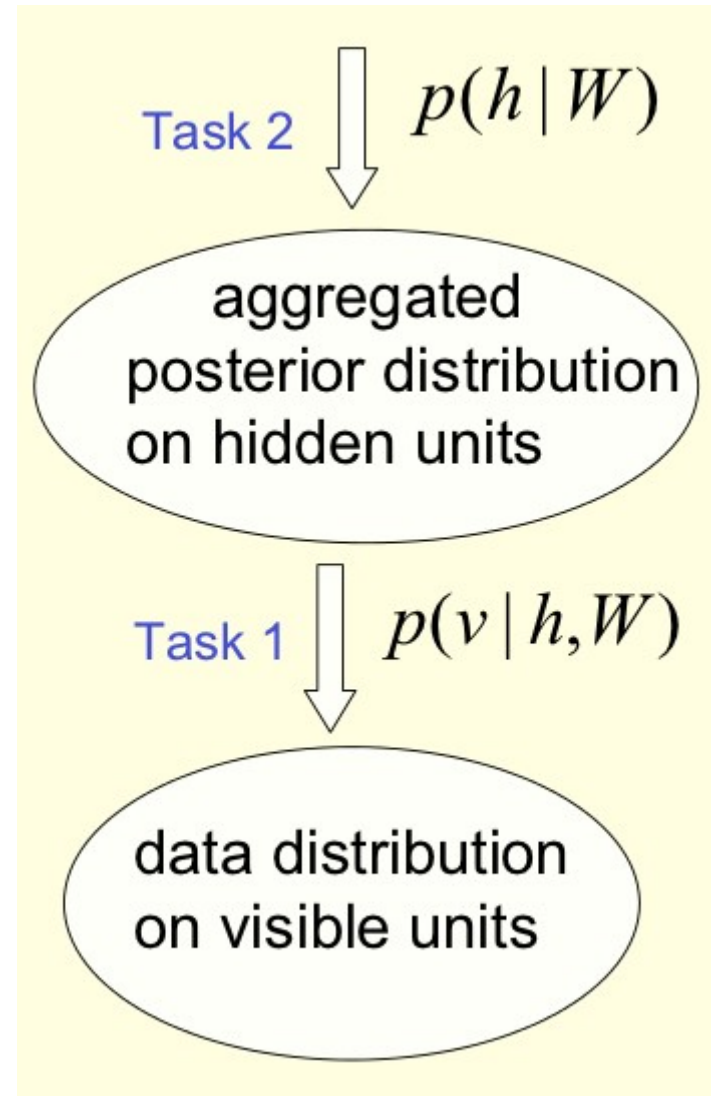 Task 2 p(h | W)
aggregated
posterior distribution
on hidden units
Task 1 p(v | h,W)
data distribution
on visible units